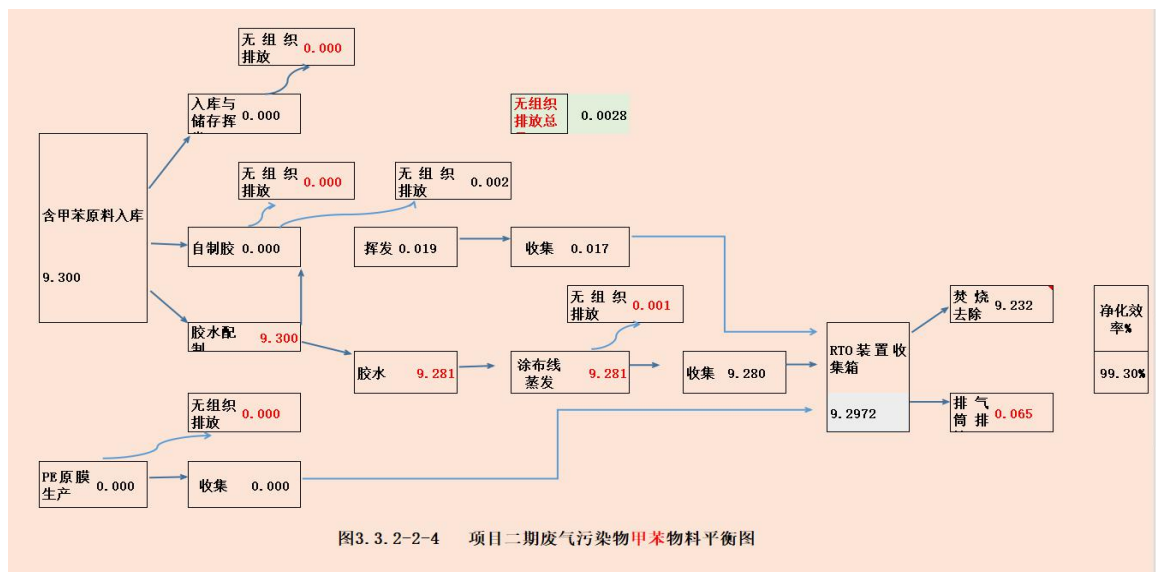 无组织
排放
0.000
入库与
储存挥
0.000
无组织
排放总
0.0028
含甲苯原料入库
9.300
无组织
排放
0.000
无组织
排放
0.002
自制胶 0.000
挥发 0.019
收集 0.017
无组织
排放
0.001
胶水配
9.300
胶水 9.281
涂布线
蒸发
9.281
收集 9.280
RTO装置收
集箱
9.2972
焚烧
去除
9.232
净化效
率%
99.30%
排气
筒排
0.065
无组织
排放
0.000
PE原膜
生产
0.000
收集 0.000
图3.3.2-2-4 项目二期废气污染物甲苯物料平衡图